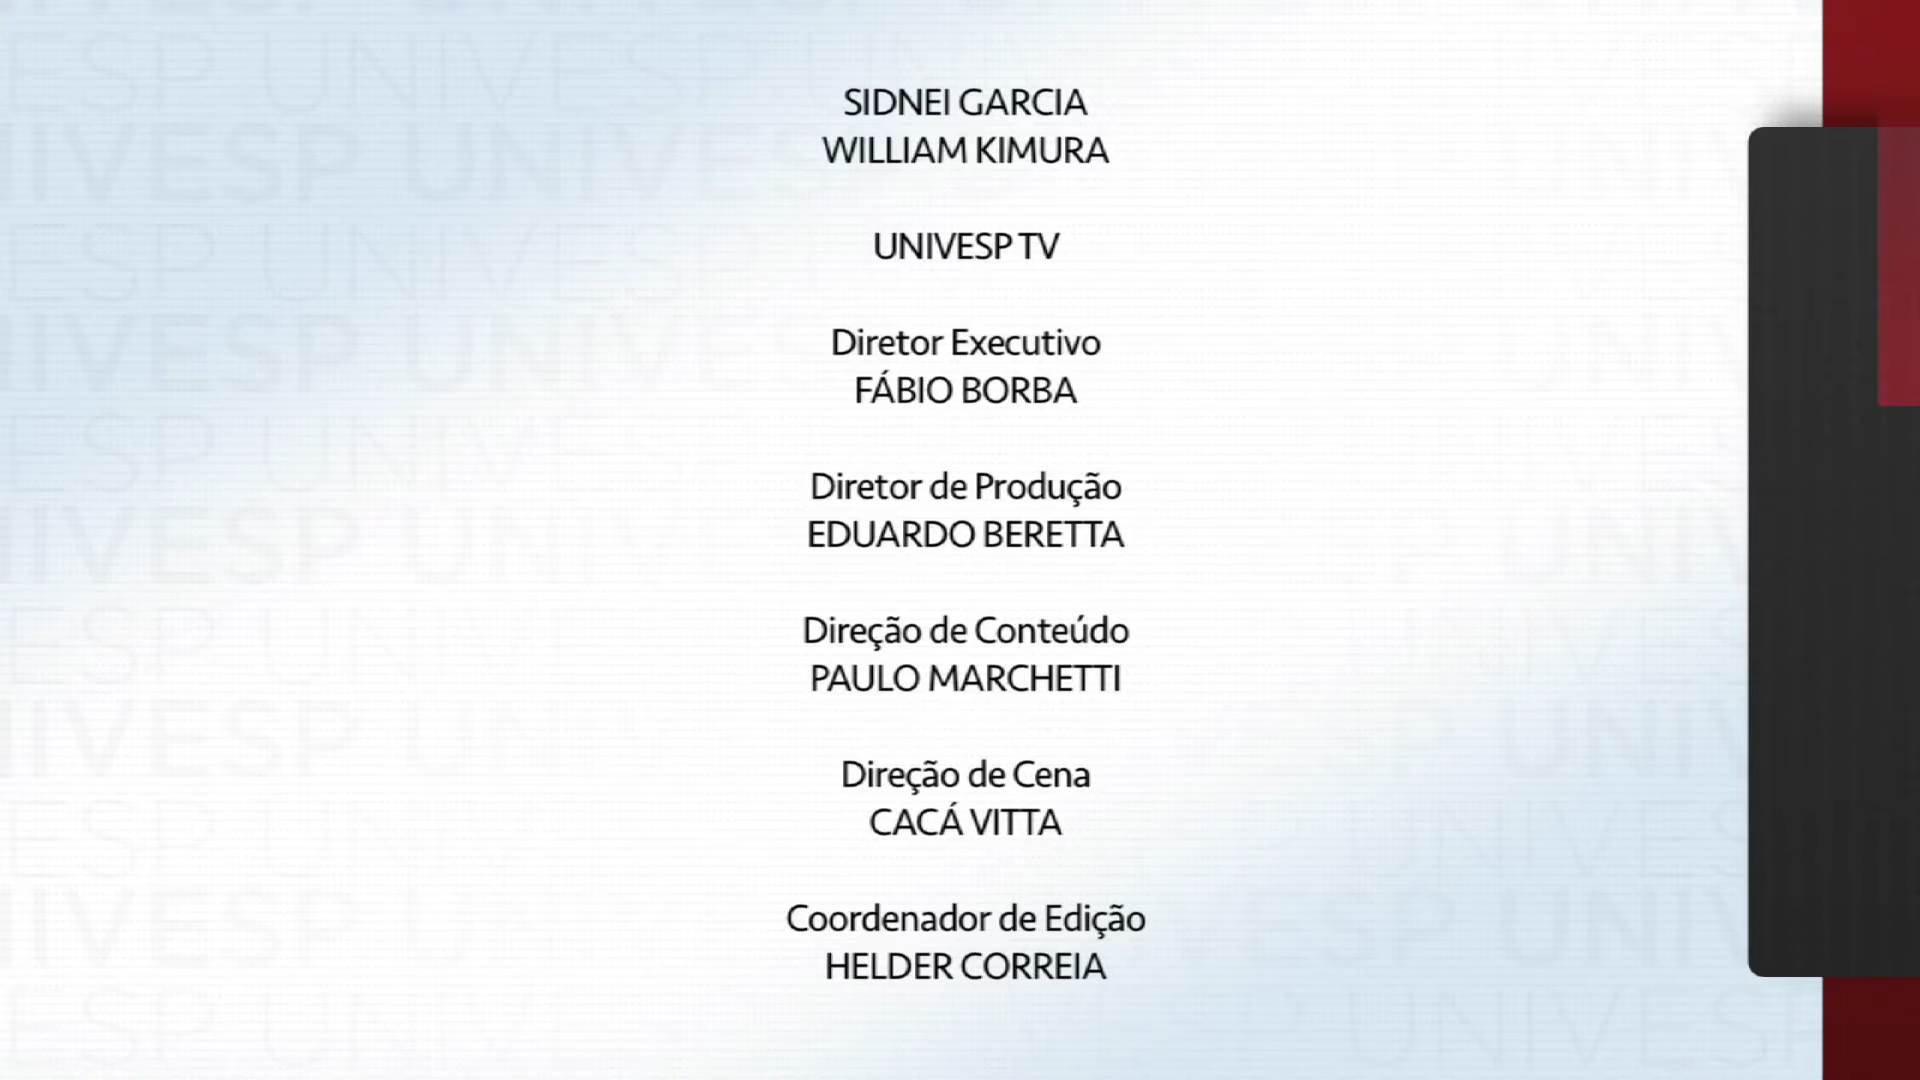 SIDNEI GARCIA
WILLIAM KIMURA
UNIVESP TV
Diretor Executivo
FÁBIO BORBA
Diretor de Produção
EDUARDO BERETTA
Direção de Conteúdo
PAULO MARCHETTI
Direção de Cena
CACÁ VITTA
Coordenador de Edição
HELDER CORREIA